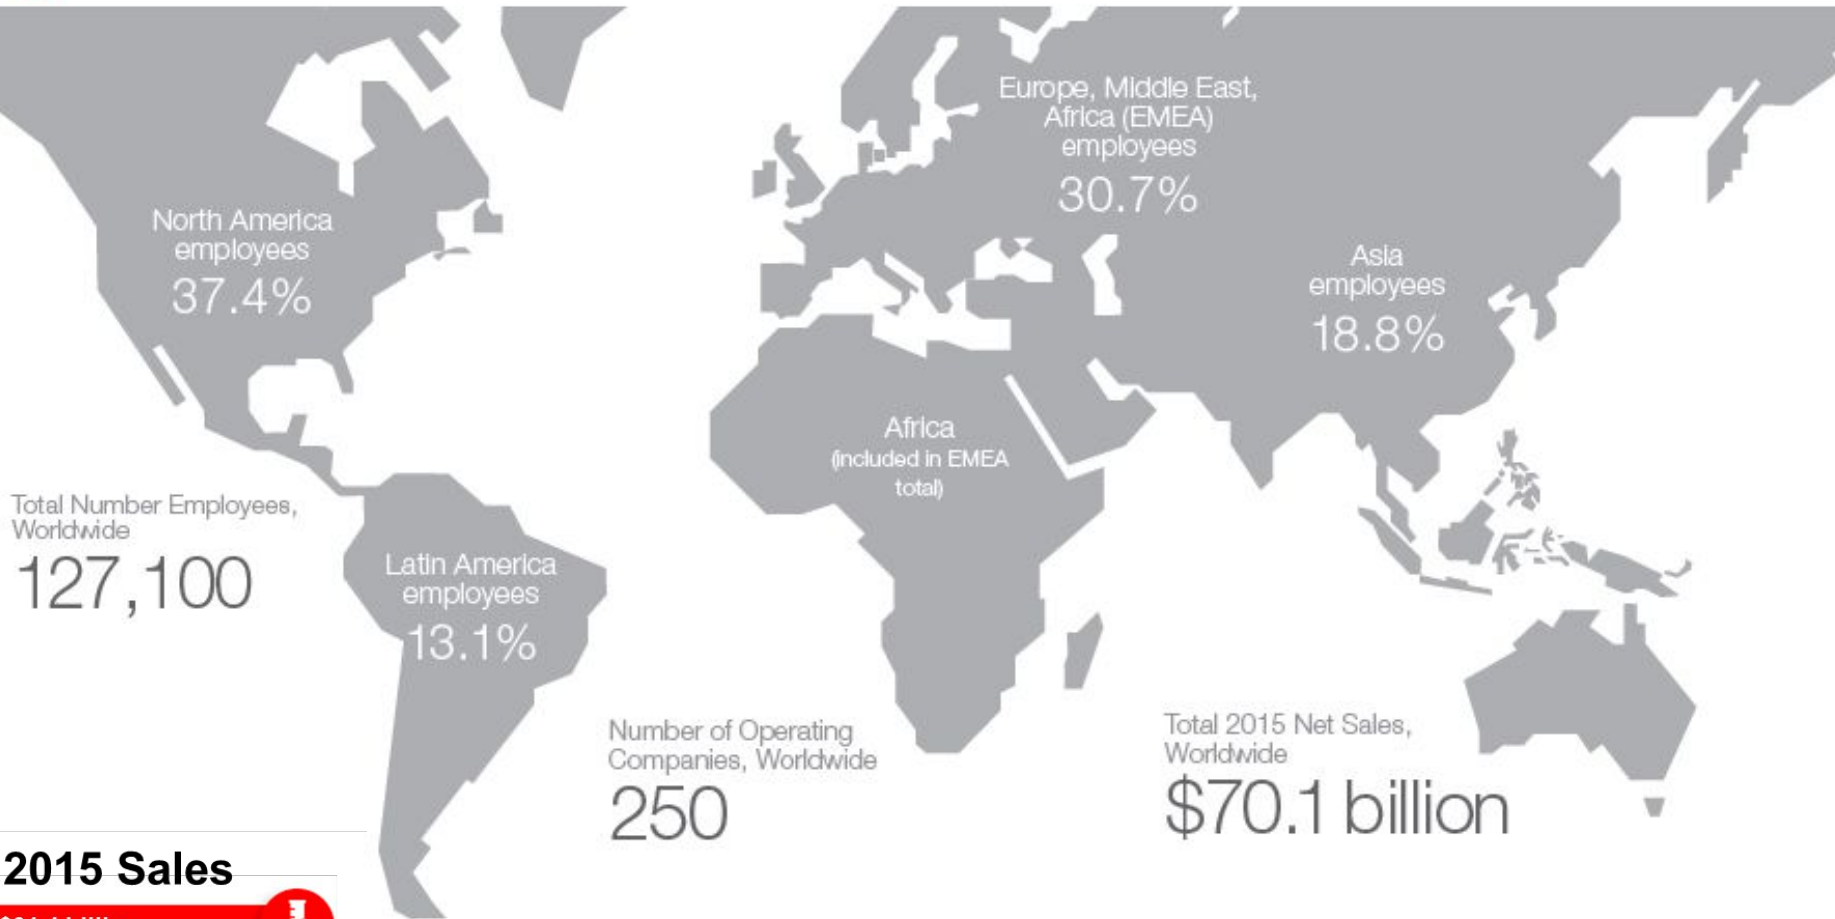 Europe, Middle East,
Africa (EMEA)
employees
30.7%
North America
employees
37.4%
Asia
employees
18.8%
Africa
(included in EMEA
total)
Total Number Employees,
Worldwide
127,100
Latin America
employees
13.1%
Number of Operating
Companies, Worldwide
250
Total 2015 Net Sales,
Worldwide
$70.1 billion
2015 Sales